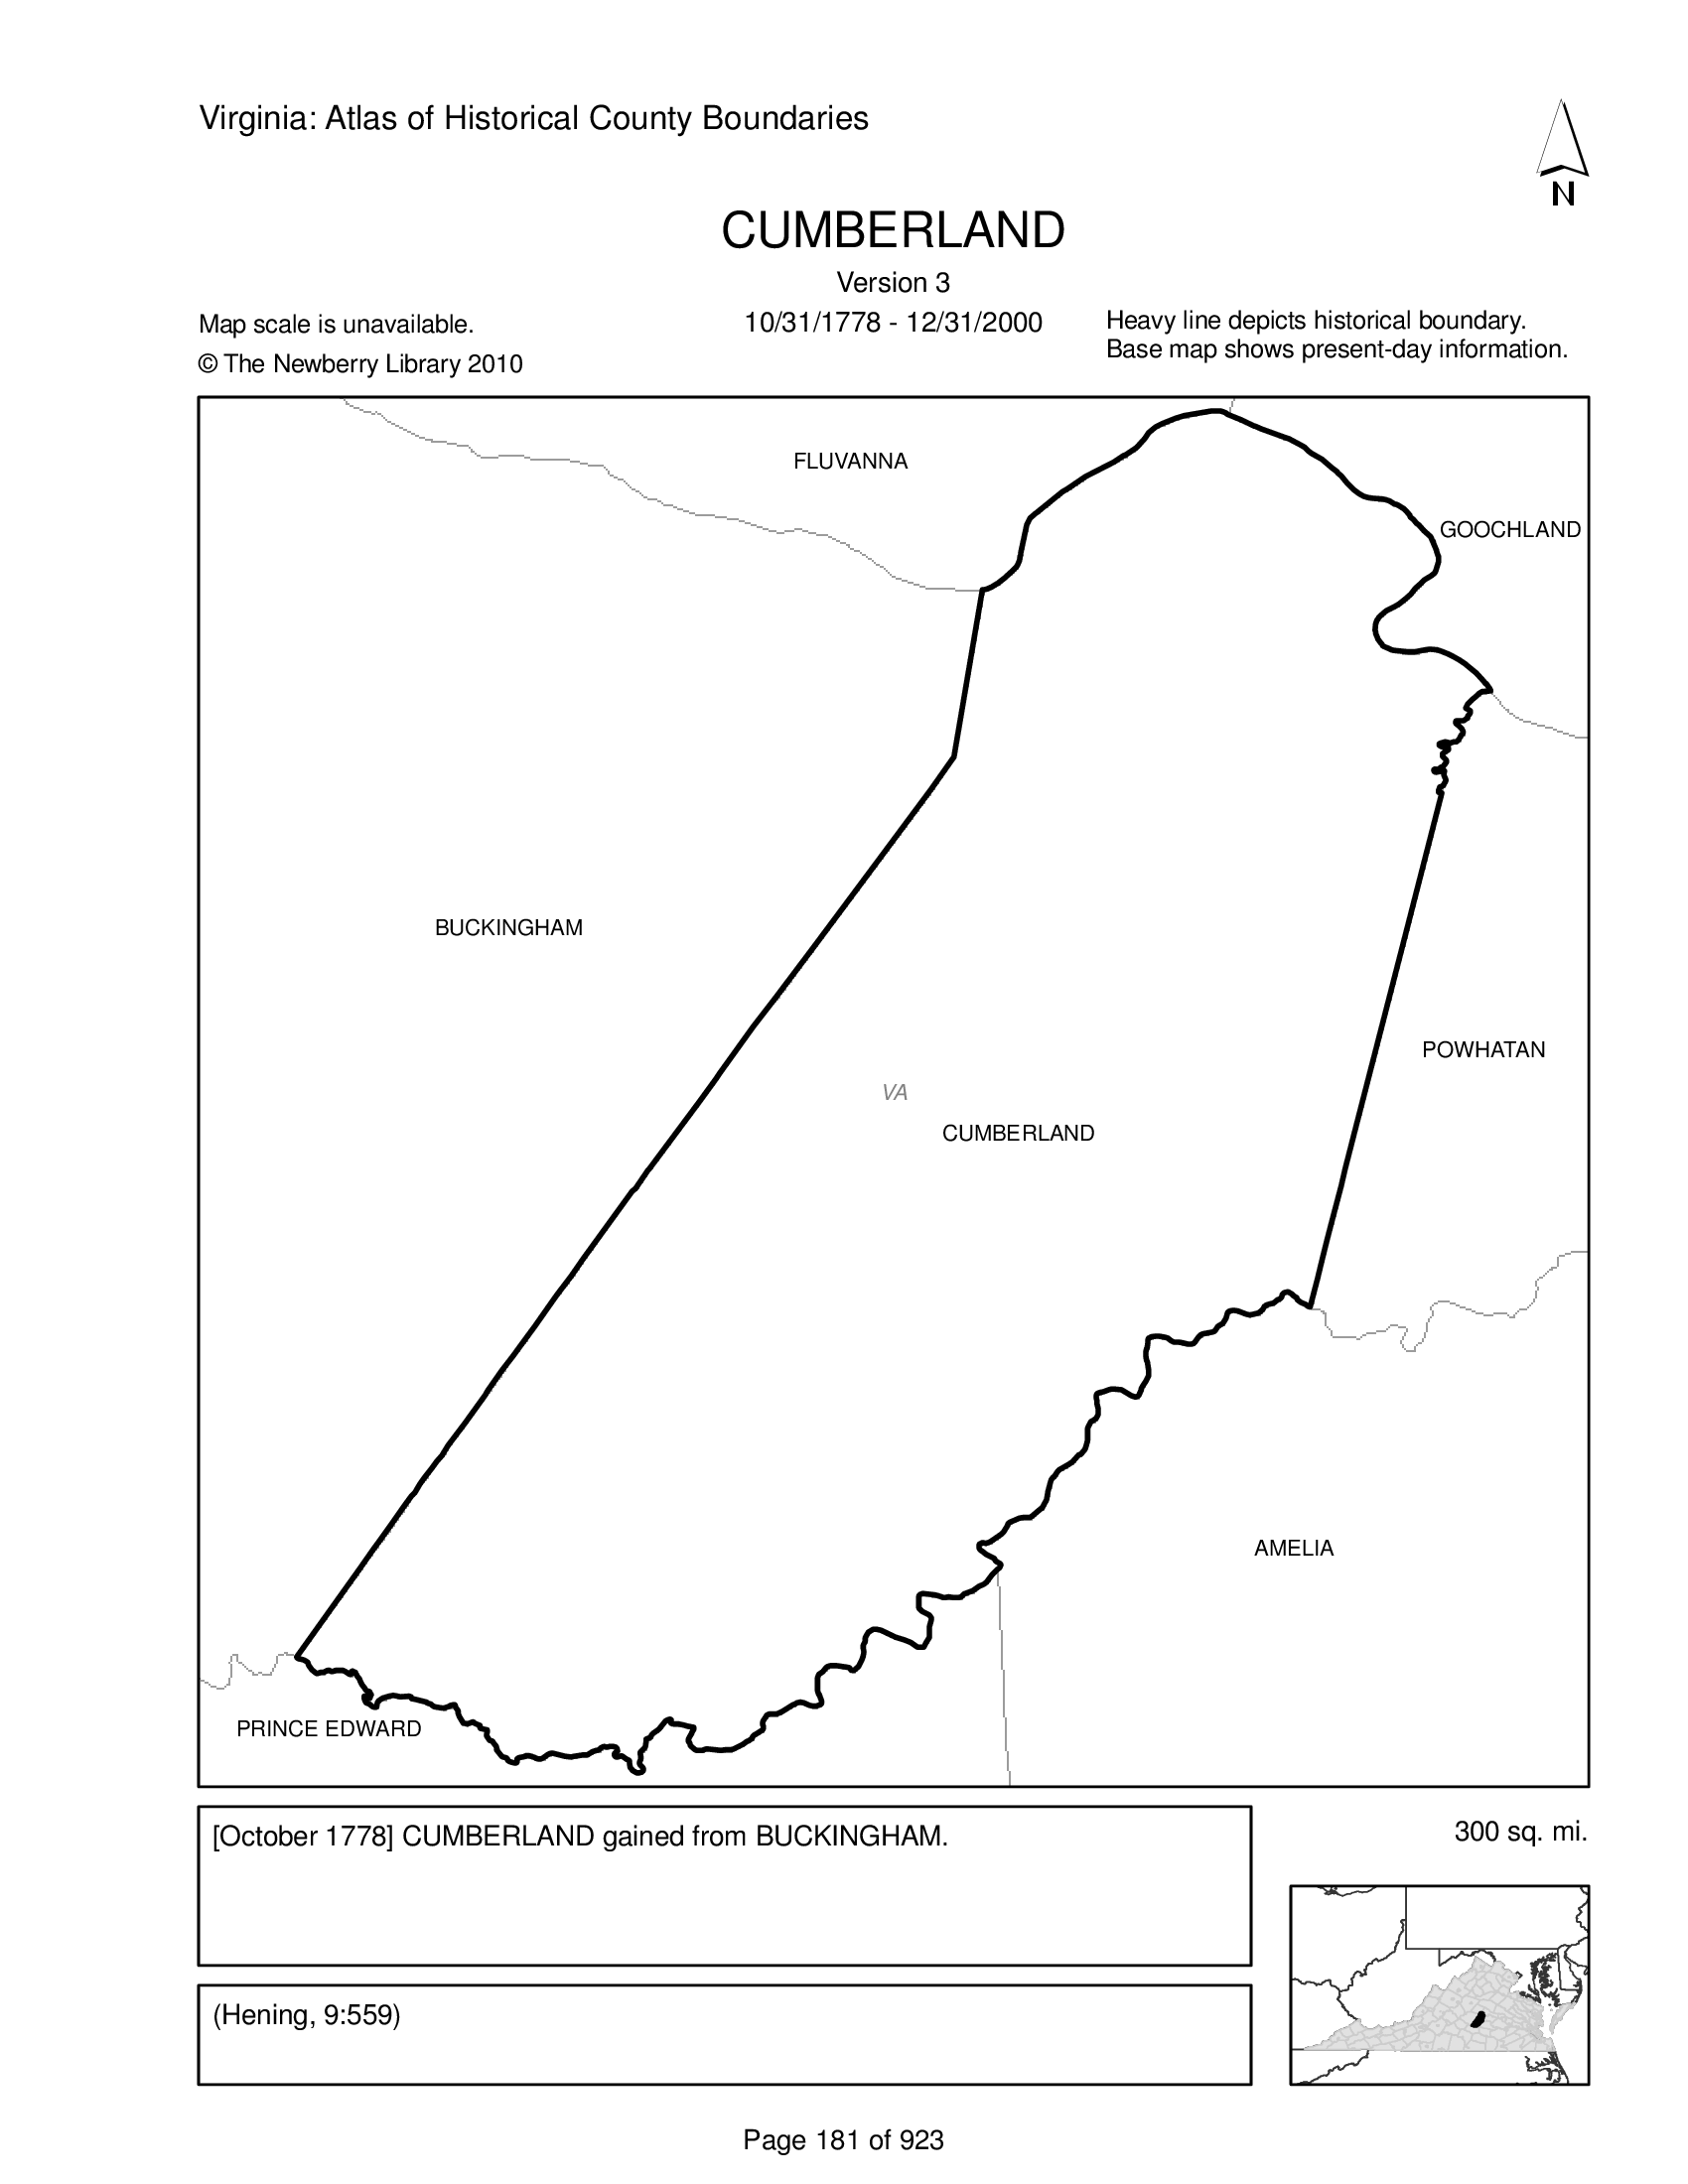 Virginia: Atlas of Historical County Boundaries
N
CUMBERLAND
Version 3
10/31/1778 - 12/31/2000
Map scale is unavailable.
© The Newberry Library 2010
Heavy line depicts historical boundary.
Base map shows present-day information.
FLUVANNA
GOOCHLAND
BUCKINGHAM
POWHATAN
VA
CUMBERLAND
AMELIA
PRINCE EDWARD
[October 1778] CUMBERLAND gained from BUCKINGHAM.
300 sq. mi.
(Hening, 9:559)
Page 181 of 923